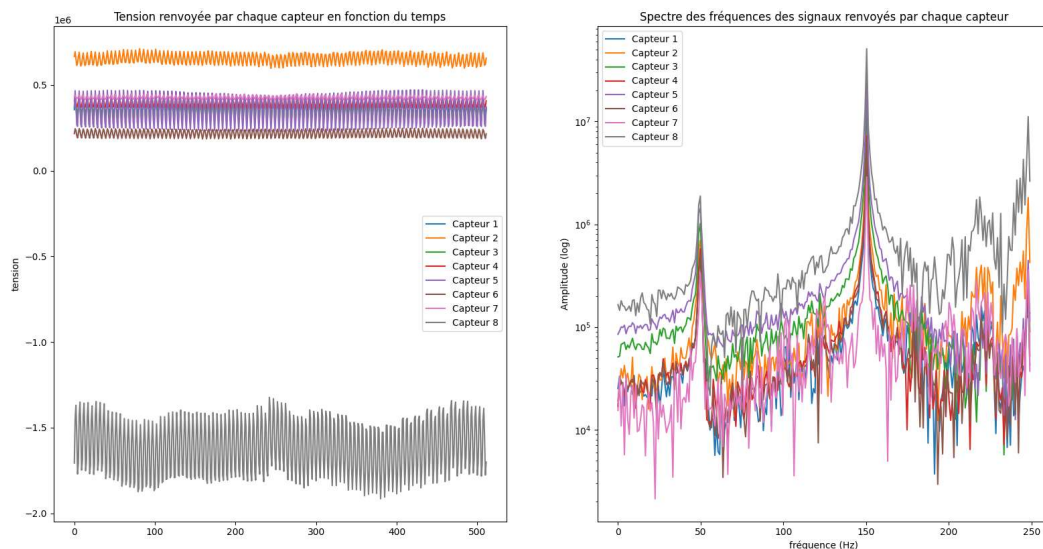 Tension renvoyée par chaque capteur en fonction du temps
1e6
0.5
0.0
-0.5
-1.0
-1.5
-2.0
tension
0
100
200
300
400
500
Capteur 1
Capteur 2
Capteur 3
Capteur 4
Capteur 5
Capteur 6
Capteur 7
Capteur 8
Spectre des fréquences des signaux renvoyés par chaque capteur
Capteur 1
Capteur 2
Capteur 3
Capteur 4
Capteur 5
Capteur 6
Capteur 7
Capteur 8
10⁷
10⁶
10⁵
10⁴
Amplitude (log)
0
50
100
150
200
250
fréquence (Hz)